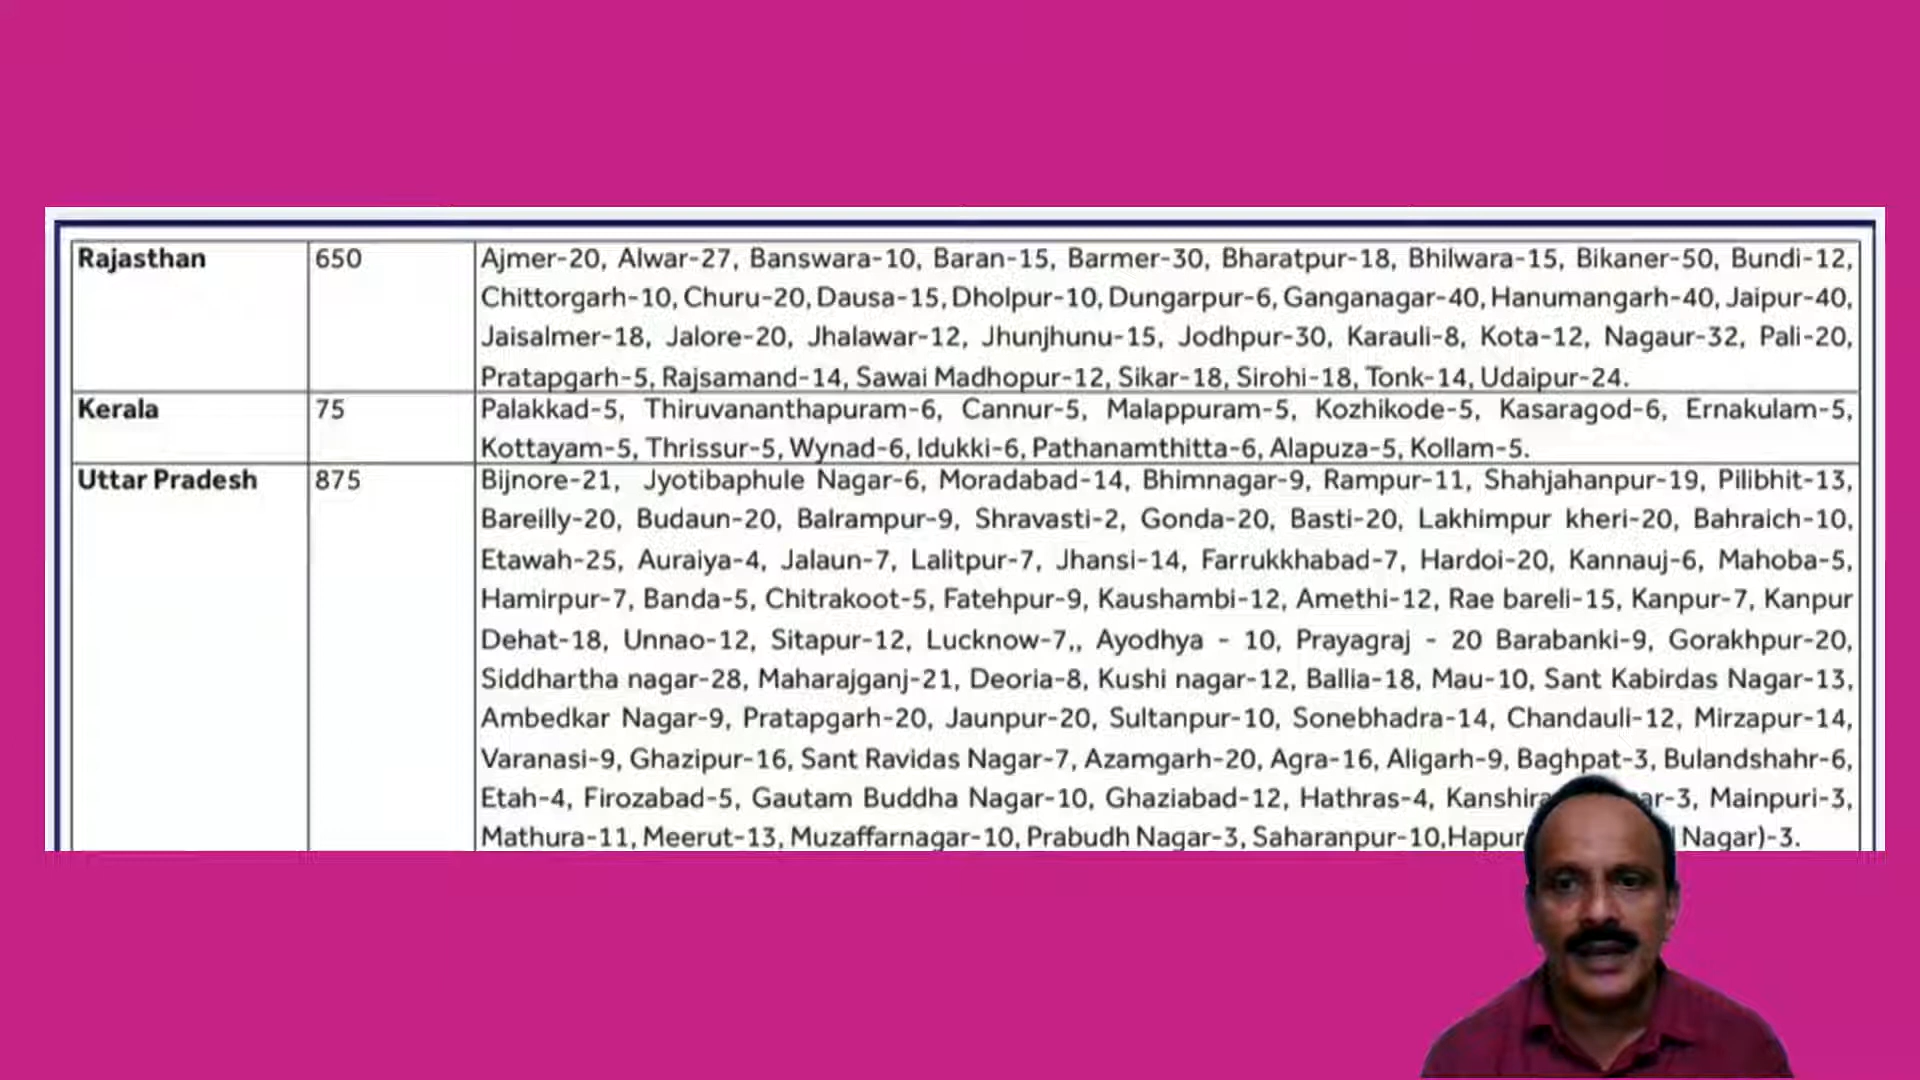 Rajasthan 650 Ajmer-20, Alwar-27, Banswara-10, Baran-15, Barmer-30, Bharatpur-18, Bhilwara-15, Bikaner-50, Bundi-12,
Chittorgarh-10, Churu-20, Dausa-15, Dholpur-10, Dungarpur-6, Ganganagar-40, Hanumangarh-40, Jaipur-40,
Jaisalmer-18, Jalore-20, Jhalawar-12, Jhunjhunu-15, Jodhpur-30, Karauli-8, Kota-12, Nagaur-32, Pali-20,
Pratapgarh-5, Rajsamand-14, Sawai Madhopur-12, Sikar-18, Sirohi-18, Tonk-14, Udaipur-24.
Kerala 75 Palakkad-5, Thiruvananthapuram-6, Cannur-5, Malappuram-5, Kozhikode-5, Kasaragod-6, Ernakulam-5,
Kottayam-5, Thrissur-5, Wynad-6, Idukki-6, Pathanamthitta-6, Alapuza-5, Kollam-5.
Uttar Pradesh 875 Bijnore-21, Jyotibaphule Nagar-6, Moradabad-14, Bhimnagar-9, Rampur-11, Shahjahanpur-19, Pilibhit-13,
Bareilly-20, Budaun-20, Balrampur-9, Shravasti-2, Gonda-20, Basti-20, Lakhimpur kheri-20, Bahraich-10,
Etawah-25, Auraiya-4, Jalaun-7, Lalitpur-7, Jhansi-14, Farrukkhabad-7, Hardoi-20, Kannauj-6, Mahoba-5,
Hamirpur-7, Banda-5, Chitrakoot-5, Fatehpur-9, Kaushambi-12, Amethi-12, Rae bareli-15, Kanpur-7, Kanpur
Dehat-18, Unnao-12, Sitapur-12, Lucknow-7,, Ayodhya - 10, Prayagraj - 20 Barabanki-9, Gorakhpur-20,
Siddhartha nagar-28, Maharajganj-21, Deoria-8, Kushi nagar-12, Ballia-18, Mau-10, Sant Kabirdas Nagar-13,
Ambedkar Nagar-9, Pratapgarh-20, Jaunpur-20, Sultanpur-10, Sonebhadra-14, Chandauli-12, Mirzapur-14,
Varanasi-9, Ghazipur-16, Sant Ravidas Nagar-7, Azamgarh-20, Agra-16, Aligarh-9, Baghpat-3, Bulandshahr-6,
Etah-4, Firozabad-5, Gautam Buddha Nagar-10, Ghaziabad-12, Hathras-4, Mainpuri-3,
Mathura-11, Meerut-13, Muzaffarnagar-10, Prabudh Nagar-3, Saharanpur-10,Hapur Nagar)-3.